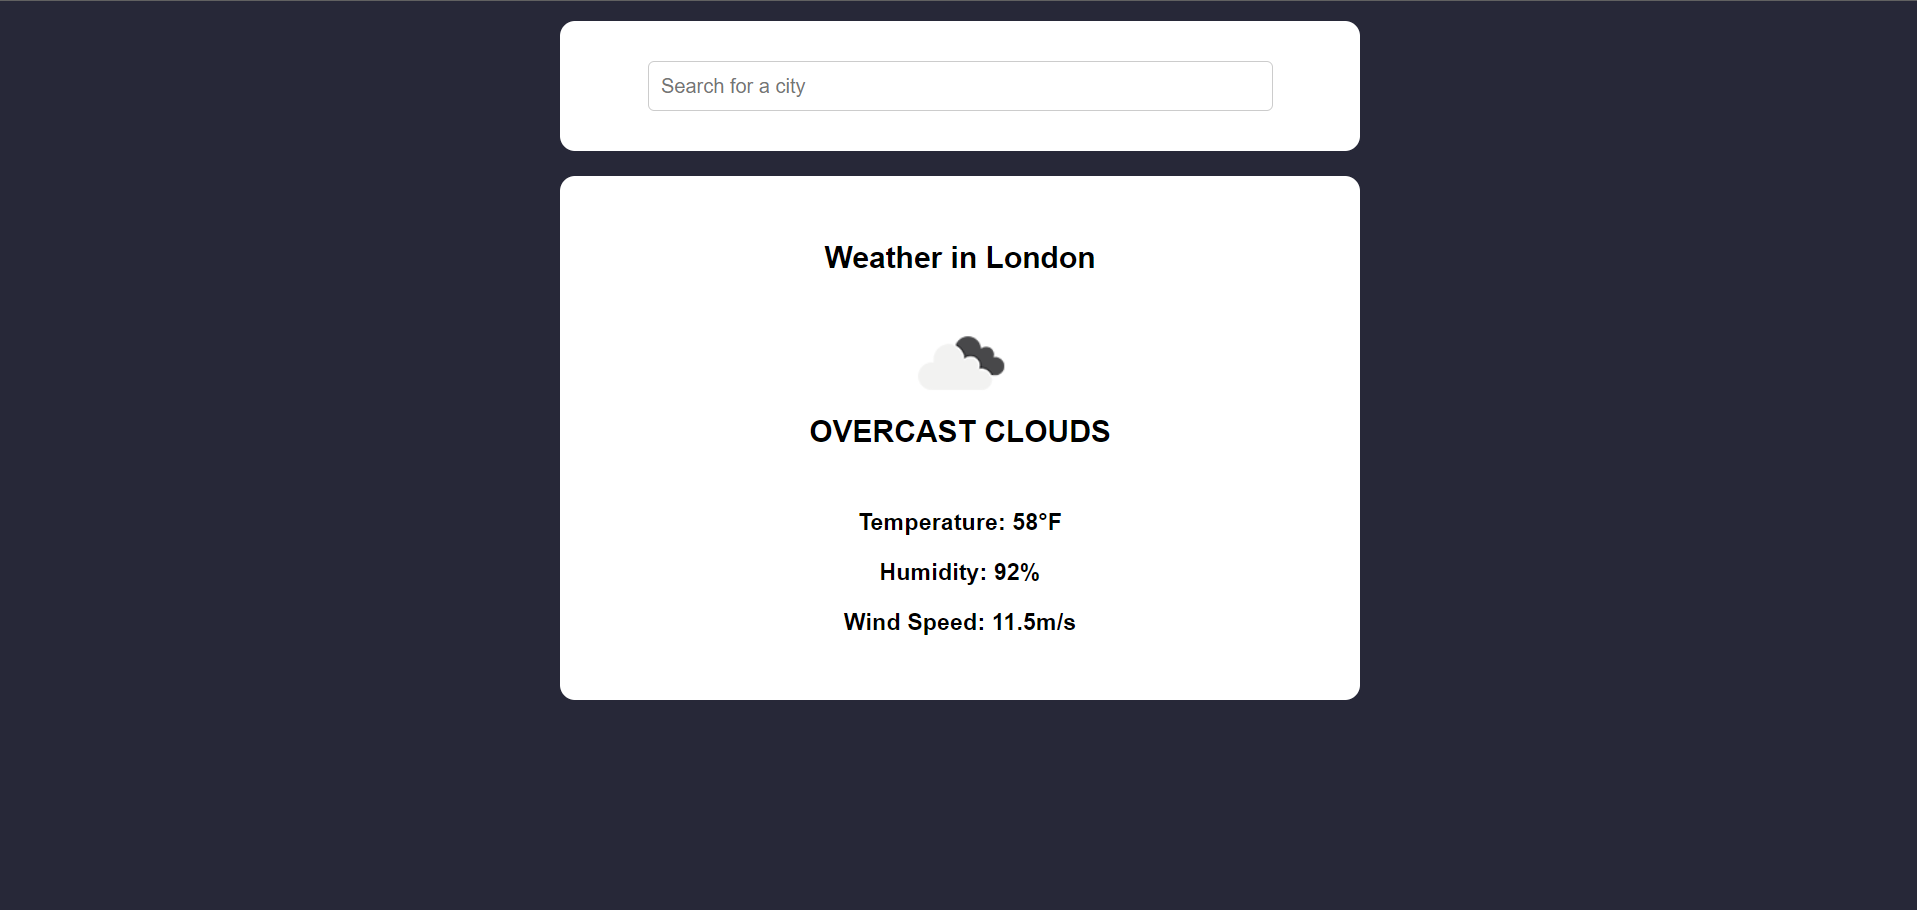 Search for a city
Weather in London
OVERCAST CLOUDS
Temperature: 58°F
Humidity: 92%
Wind Speed: 11.5m/s